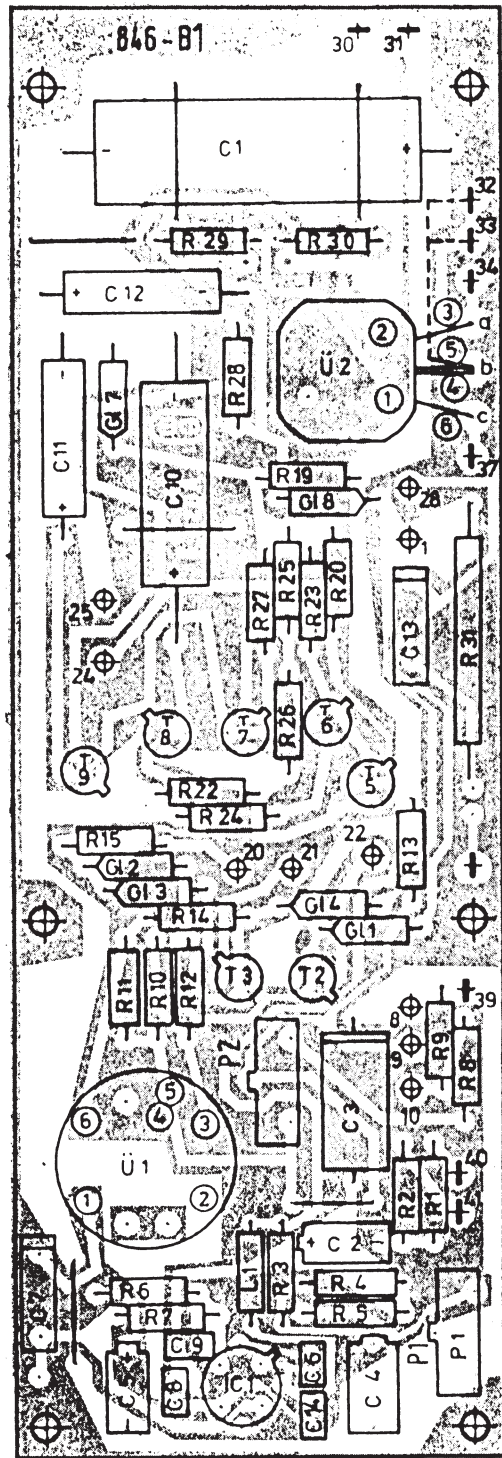 846-B1 30 31
C1
- +
32
R29 R30 33
34
+ C12 -
③ a
② ⑤
Ü2 b
④
① c
⑥
37
Gl7 R28
C11 C10
R19
Gl8 28
1
R27 R25 R23 R20
C13 R31
25
24
R26
T8 T7 T6
T9 T5
R22
R24
R15 20 21 22 R13
Gl2
Gl3 Gl4
R14 Gl1
T3 T2
R11 R10 R12
39
8
P2 9 R9 R8
C3 10
⑤
⑥ ④ ③
Ü1
① ②
40
R2 R1 41
+ C2 -
L1 R3
R6 R4
R7 R5
C9 P1 P1
C8 IC1 C6 C4
C14